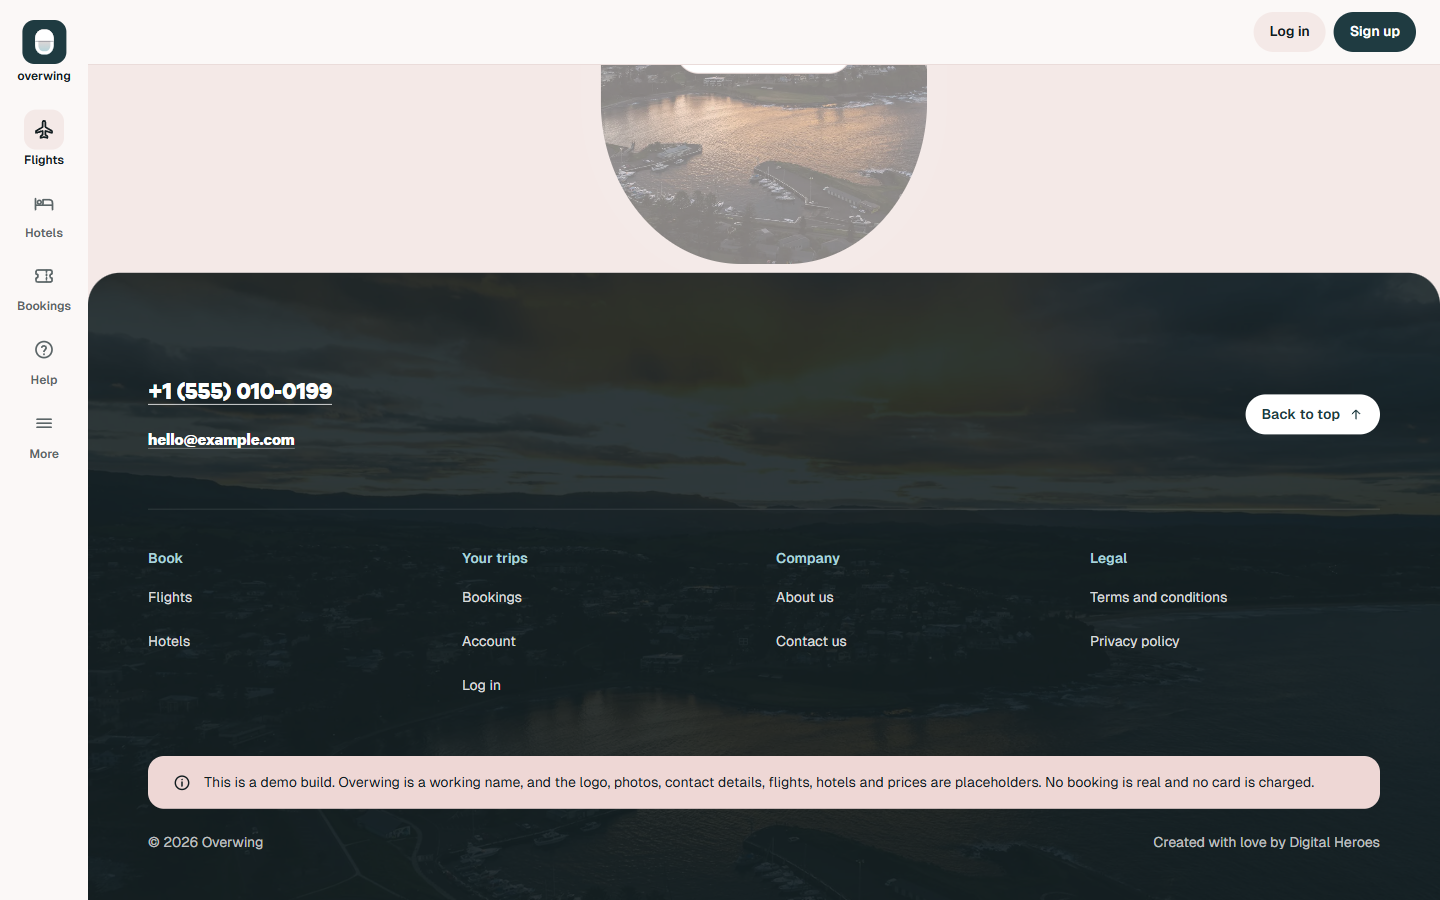 overwing
Log in
Sign up
Flights
Hotels
Bookings
Help
More
+1 (555) 010-0199
hello@example.com
Back to top
Book
Flights
Hotels
Your trips
Bookings
Account
Log in
Company
About us
Contact us
Legal
Terms and conditions
Privacy policy
This is a demo build. Overwing is a working name, and the logo, photos, contact details, flights, hotels and prices are placeholders. No booking is real and no card is charged.
© 2026 Overwing
Created with love by Digital Heroes